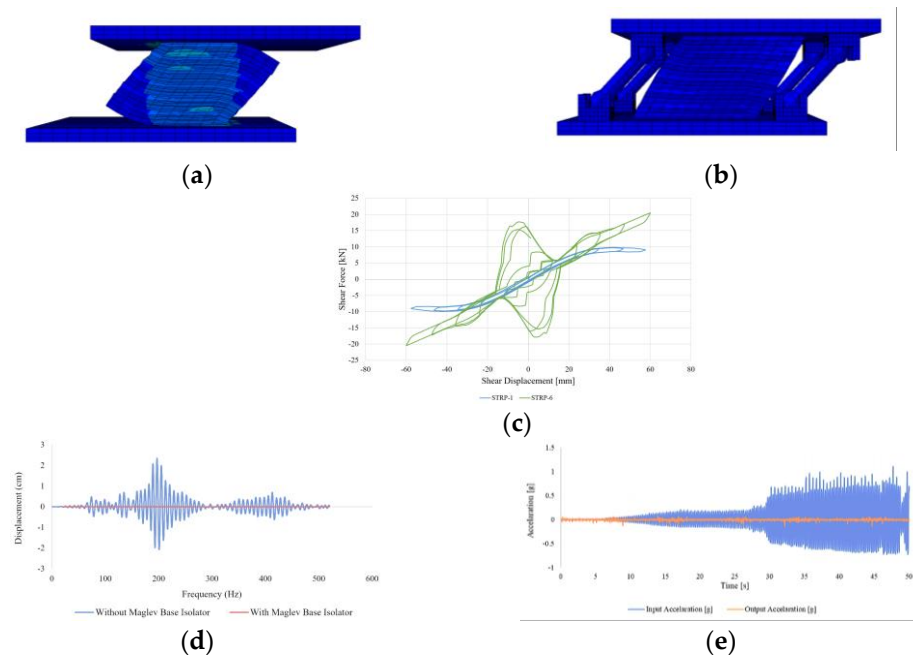 (a)
(b)
25
20
15
10
5
0
-5
-10
-15
-20
-25
Shear Force [kN]
-80 -60 -40 -20 0 20 40 60 80
Shear Displacement [mm]
STRP-1 STRP-6
(c)
3
2
1
0
-1
-2
-3
Displacement (cm)
0 100 200 300 400 500 600
Frequency (Hz)
Without Maglev Base Isolator With Maglev Base Isolator
(d)
1.5
1
0.5
0
-0.5
-1
Acceleration [g]
0 5 10 15 20 25 30 35 40 45 50
Time [s]
Input Accelaration [g] Output Accelaration [g]
(e)